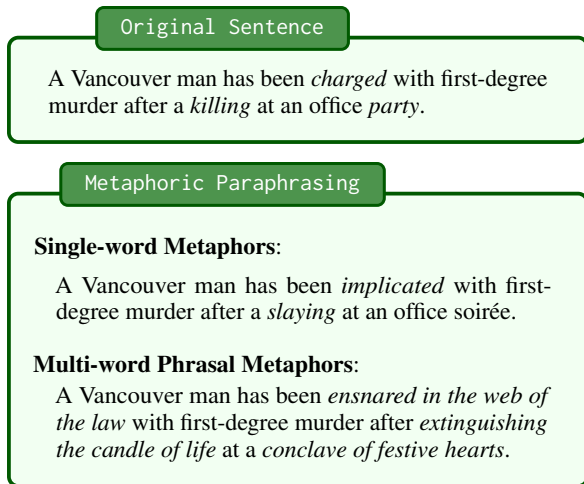 Original Sentence
A Vancouver man has been charged with first-degree
murder after a killing at an office party.
Metaphoric Paraphrasing
Single-word Metaphors:
A Vancouver man has been implicated with first-
degree murder after a slaying at an office soirée.
Multi-word Phrasal Metaphors:
A Vancouver man has been ensnared in the web of
the law with first-degree murder after extinguishing
the candle of life at a conclave of festive hearts.